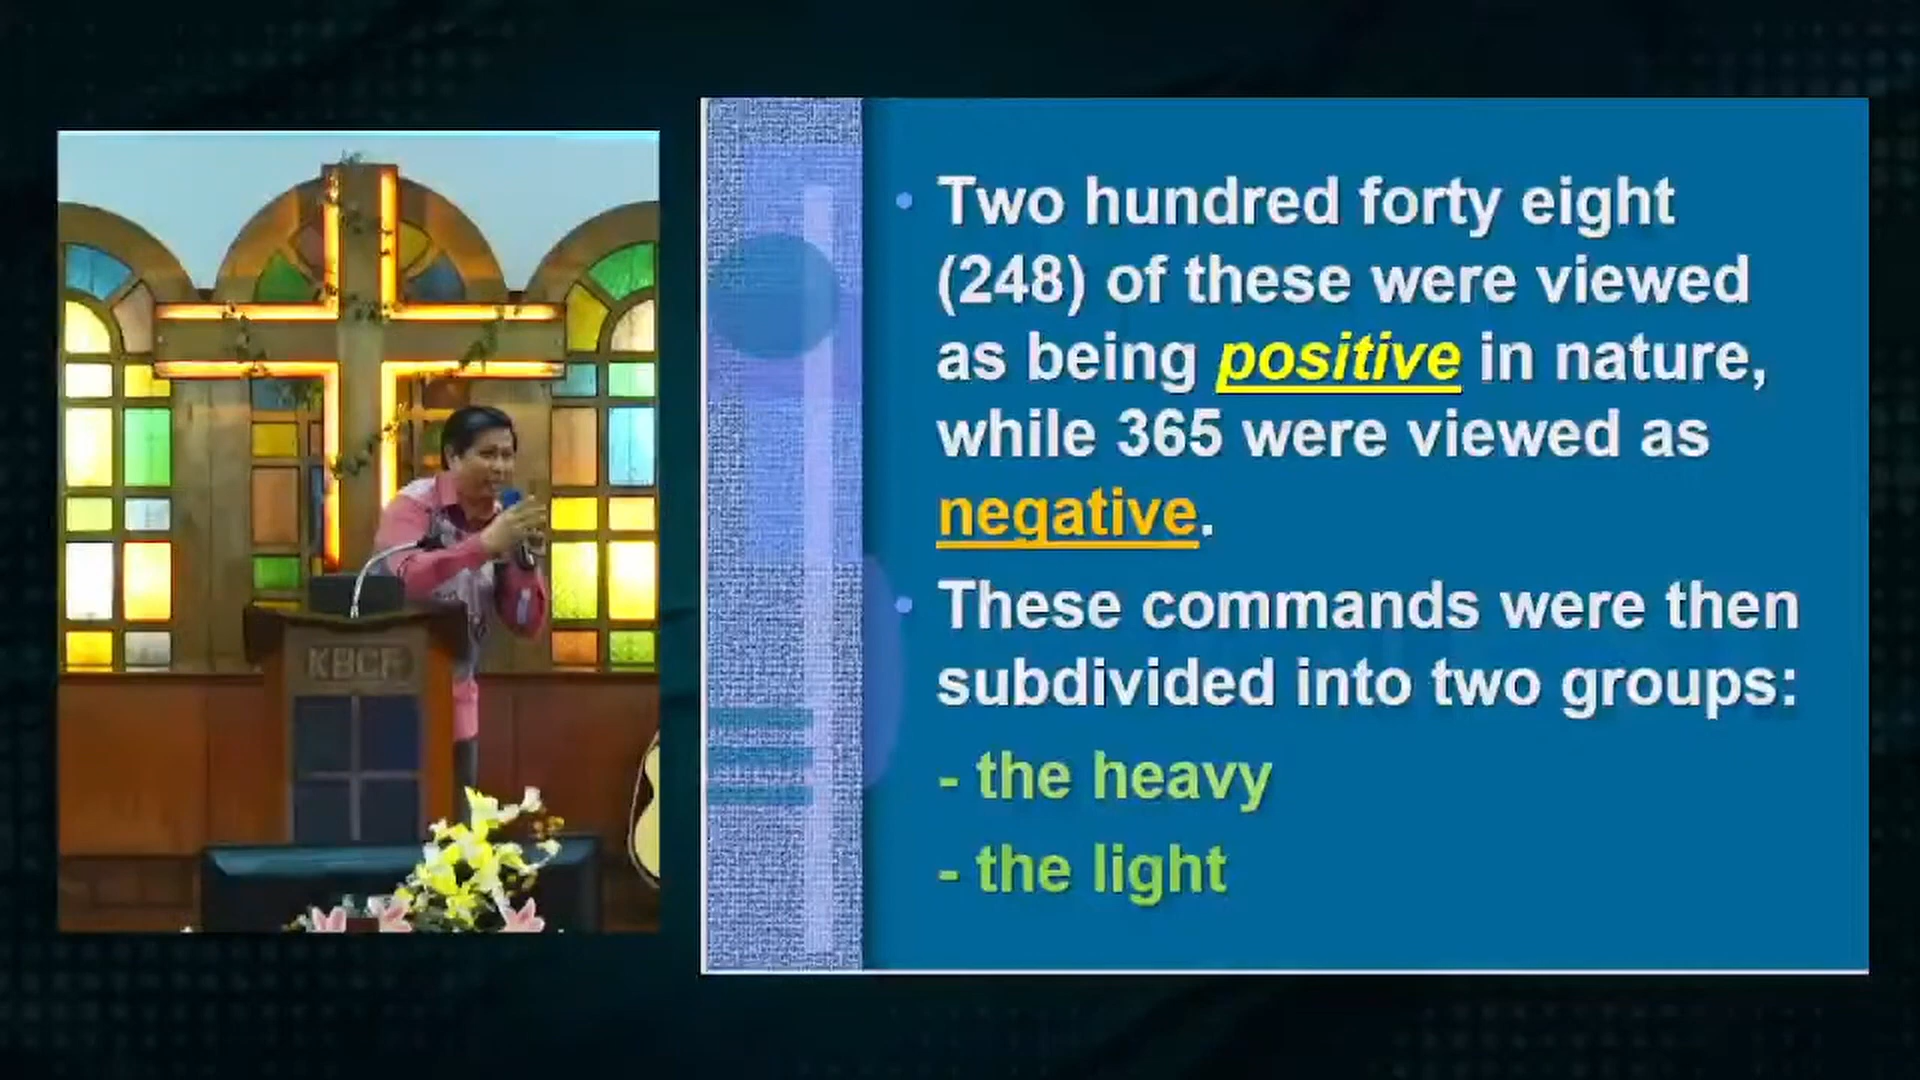 KBCF
• Two hundred forty eight
(248) of these were viewed
as being positive in nature,
while 365 were viewed as
negative.
• These commands were then
subdivided into two groups:
- the heavy
- the light